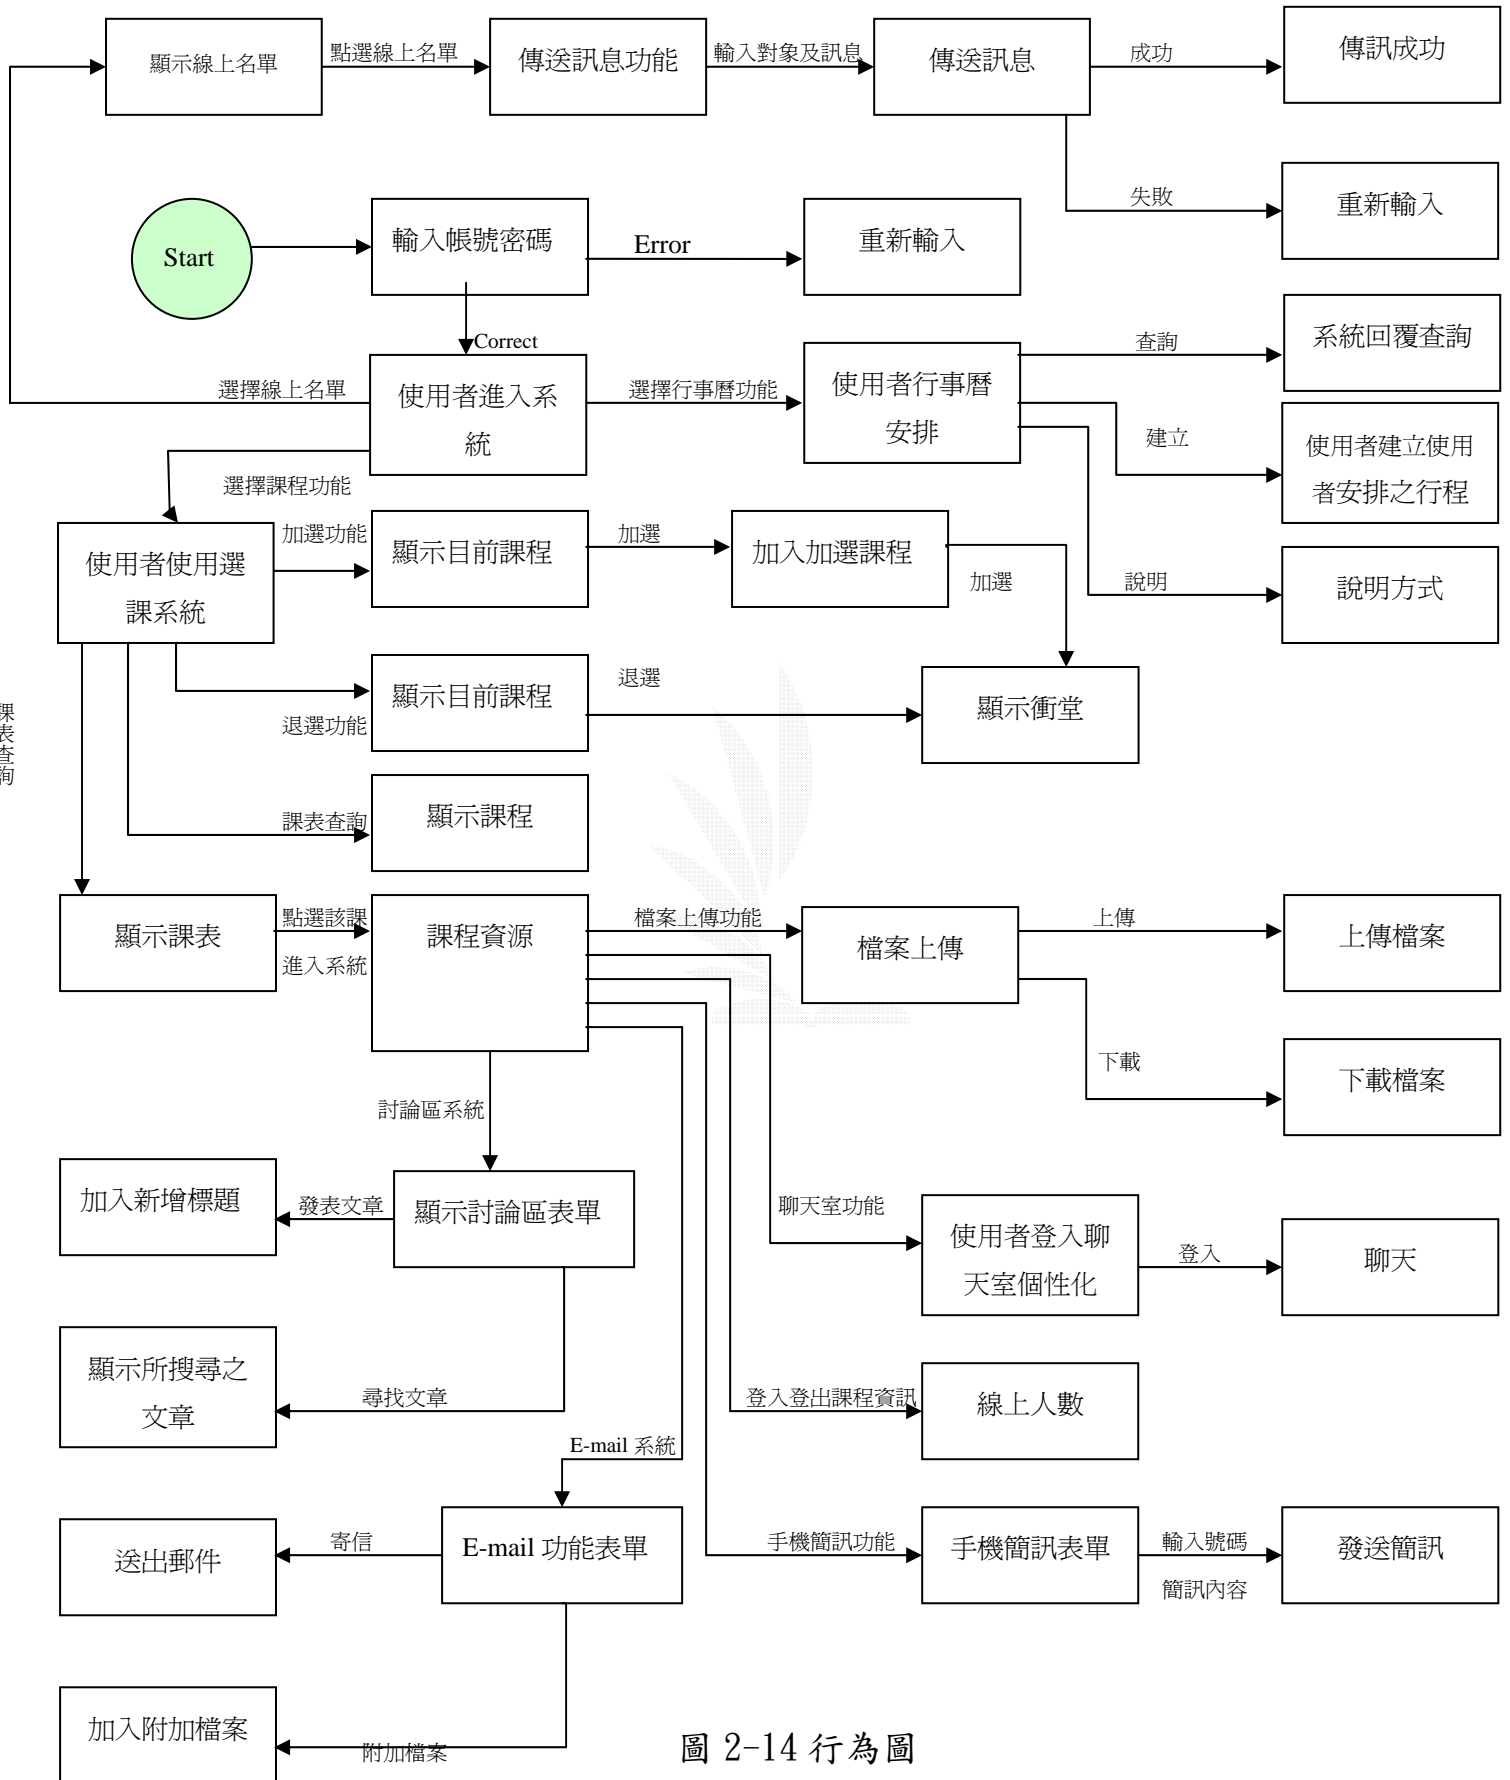 顯示線上名單
點選線上名單
傳送訊息功能
輸入對象及訊息
傳送訊息
成功
傳訊成功
失敗
重新輸入
Start
輸入帳號密碼
Error
重新輸入
Correct
選擇線上名單
使用者進入系
統
選擇行事曆功能
使用者行事曆
安排
查詢
系統回覆查詢
建立
使用者建立使用
者安排之行程
說明
說明方式
選擇課程功能
使用者使用選
課系統
加選功能
顯示目前課程
加選
加入加選課程
加選
退選功能
顯示目前課程
退選
顯示衝堂
課表查詢
課表查詢
顯示課程
顯示課表
點選該課
進入系統
課程資源
檔案上傳功能
檔案上傳
上傳
上傳檔案
下載
下載檔案
討論區系統
加入新增標題
發表文章
顯示討論區表單
聊天室功能
使用者登入聊
天室個性化
登入
聊天
顯示所搜尋之
文章
尋找文章
登入登出課程資訊
線上人數
E-mail 系統
送出郵件
寄信
E-mail 功能表單
手機簡訊功能
手機簡訊表單
輸入號碼
簡訊內容
發送簡訊
加入附加檔案
附加檔案
圖 2-14 行為圖